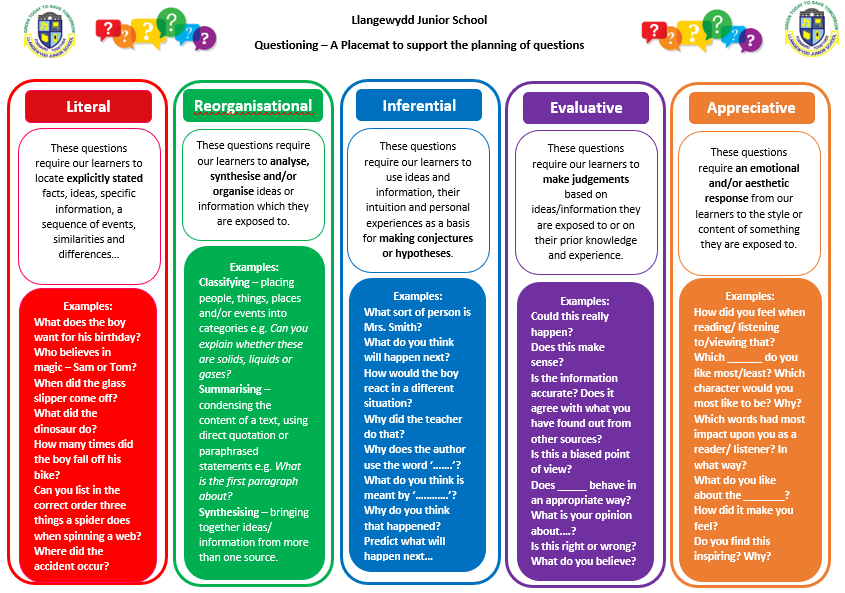 Llangewydd Junior School
Questioning – A Placemat to support the planning of questions
GREEN TODAY TO SAVE TOMORROW
FORWARD TOGETHER
LLANGEWYDD JUNIOR SCHOOL
GREEN TODAY TO SAVE TOMORROW
FORWARD TOGETHER
LLANGEWYDD JUNIOR SCHOOL
Literal
These questions
require our learners to
locate explicitly stated
facts, ideas, specific
information, a
sequence of events,
similarities and
differences…
Examples:
What does the boy
want for his birthday?
Who believes in
magic – Sam or Tom?
When did the glass
slipper come off?
What did the
dinosaur do?
How many times did
the boy fall off his
bike?
Can you list in the
correct order three
things a spider does
when spinning a web?
Where did the
accident occur?
Reorganisational
These questions require
our learners to analyse,
synthesise and/or
organise ideas or
information which they
are exposed to.
Examples:
Classifying – placing
people, things, places
and/or events into
categories e.g. Can you
explain whether these
are solids, liquids or
gases?
Summarising –
condensing the
content of a text, using
direct quotation or
paraphrased
statements e.g. What
is the first paragraph
about?
Synthesising – bringing
together ideas/
information from more
than one source.
Inferential
These questions
require our learners to
use ideas and
information, their
intuition and personal
experiences as a basis
for making conjectures
or hypotheses.
Examples:
What sort of person is
Mrs. Smith?
What do you think
will happen next?
How would the boy
react in a different
situation?
Why did the teacher
do that?
Why does the author
use the word ‘…….’?
What do you think is
meant by ‘…………’?
Why do you think
that happened?
Predict what will
happen next…
Evaluative
These questions
require our learners to
make judgements
based on
ideas/information they
are exposed to or on
their prior knowledge
and experience.
Examples:
Could this really
happen?
Does this make
sense?
Is the information
accurate? Does it
agree with what you
have found out from
other sources?
Is this a biased point
of view?
Does _____ behave in
an appropriate way?
What is your opinion
about….?
Is this right or wrong?
What do you believe?
Appreciative
These questions
require an emotional
and/or aesthetic
response from our
learners to the style or
content of something
they are exposed to.
Examples:
How did you feel when
reading/ listening
to/viewing that?
Which ______ do you
like most/least? Which
character would you
most like to be? Why?
Which words had most
impact upon you as a
reader/ listener? In
what way?
What do you like
about the _______?
How did it make you
feel?
Do you find this
inspiring? Why?